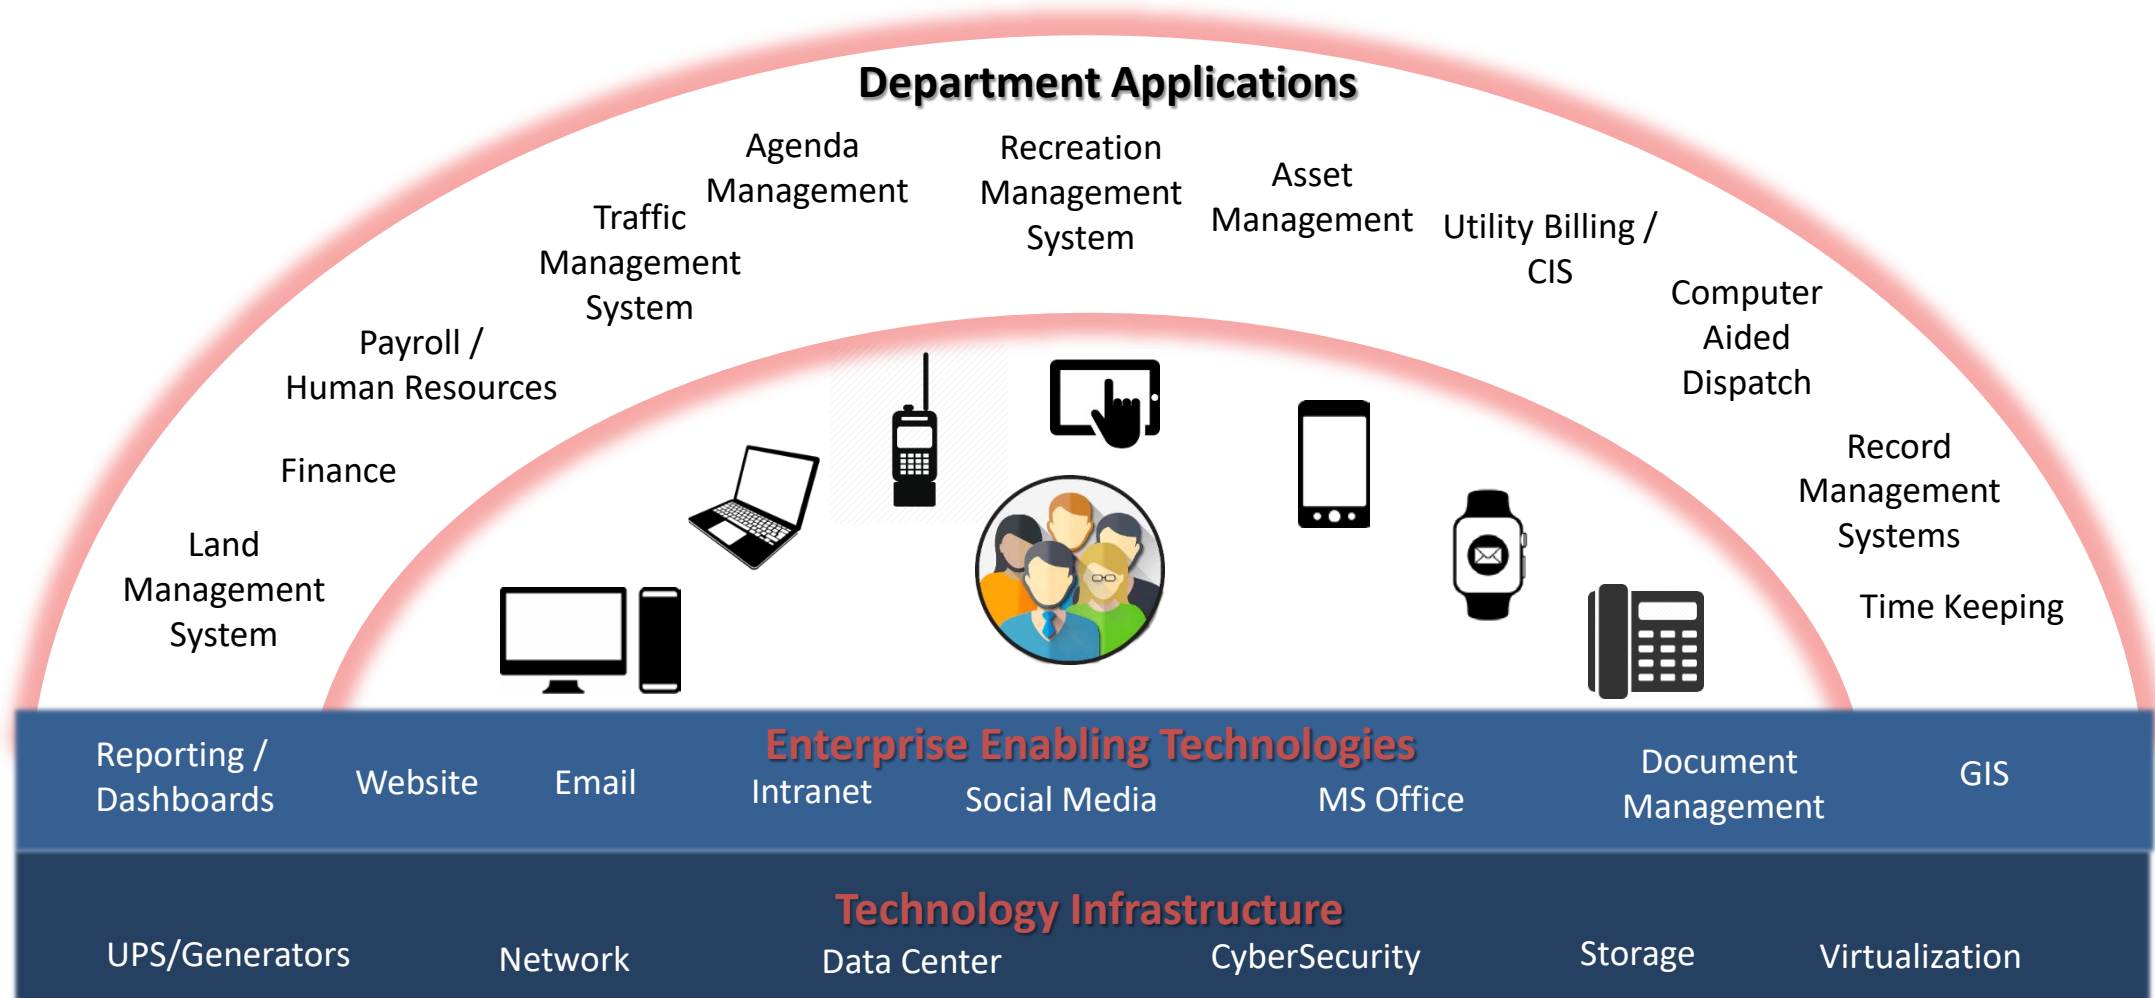 Department Applications
Agenda
Management
Recreation
Management
System
Asset
Management
Traffic
Management
System
Utility Billing /
CIS
Payroll /
Human Resources
Computer
Aided
Dispatch
Finance
Record
Management
Systems
Land
Management
System
Time Keeping
Enterprise Enabling Technologies
Reporting /
Dashboards
Website
Email
Intranet
Social Media
MS Office
Document
Management
GIS
Technology Infrastructure
UPS/Generators
Network
Data Center
CyberSecurity
Storage
Virtualization